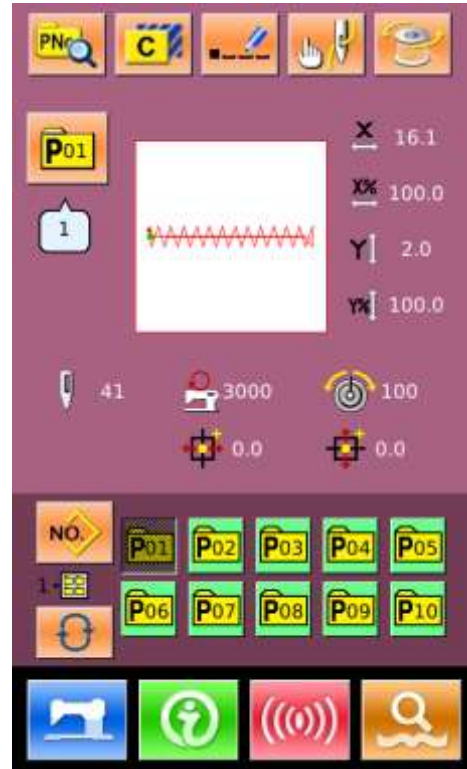 PNo
C
P01
X 16.1
1
X% 100.0
Y 2.0
Y% 100.0
41 3000 100
0.0 0.0
NO. P01 P02 P03 P04 P05
1.
P06 P07 P08 P09 P10